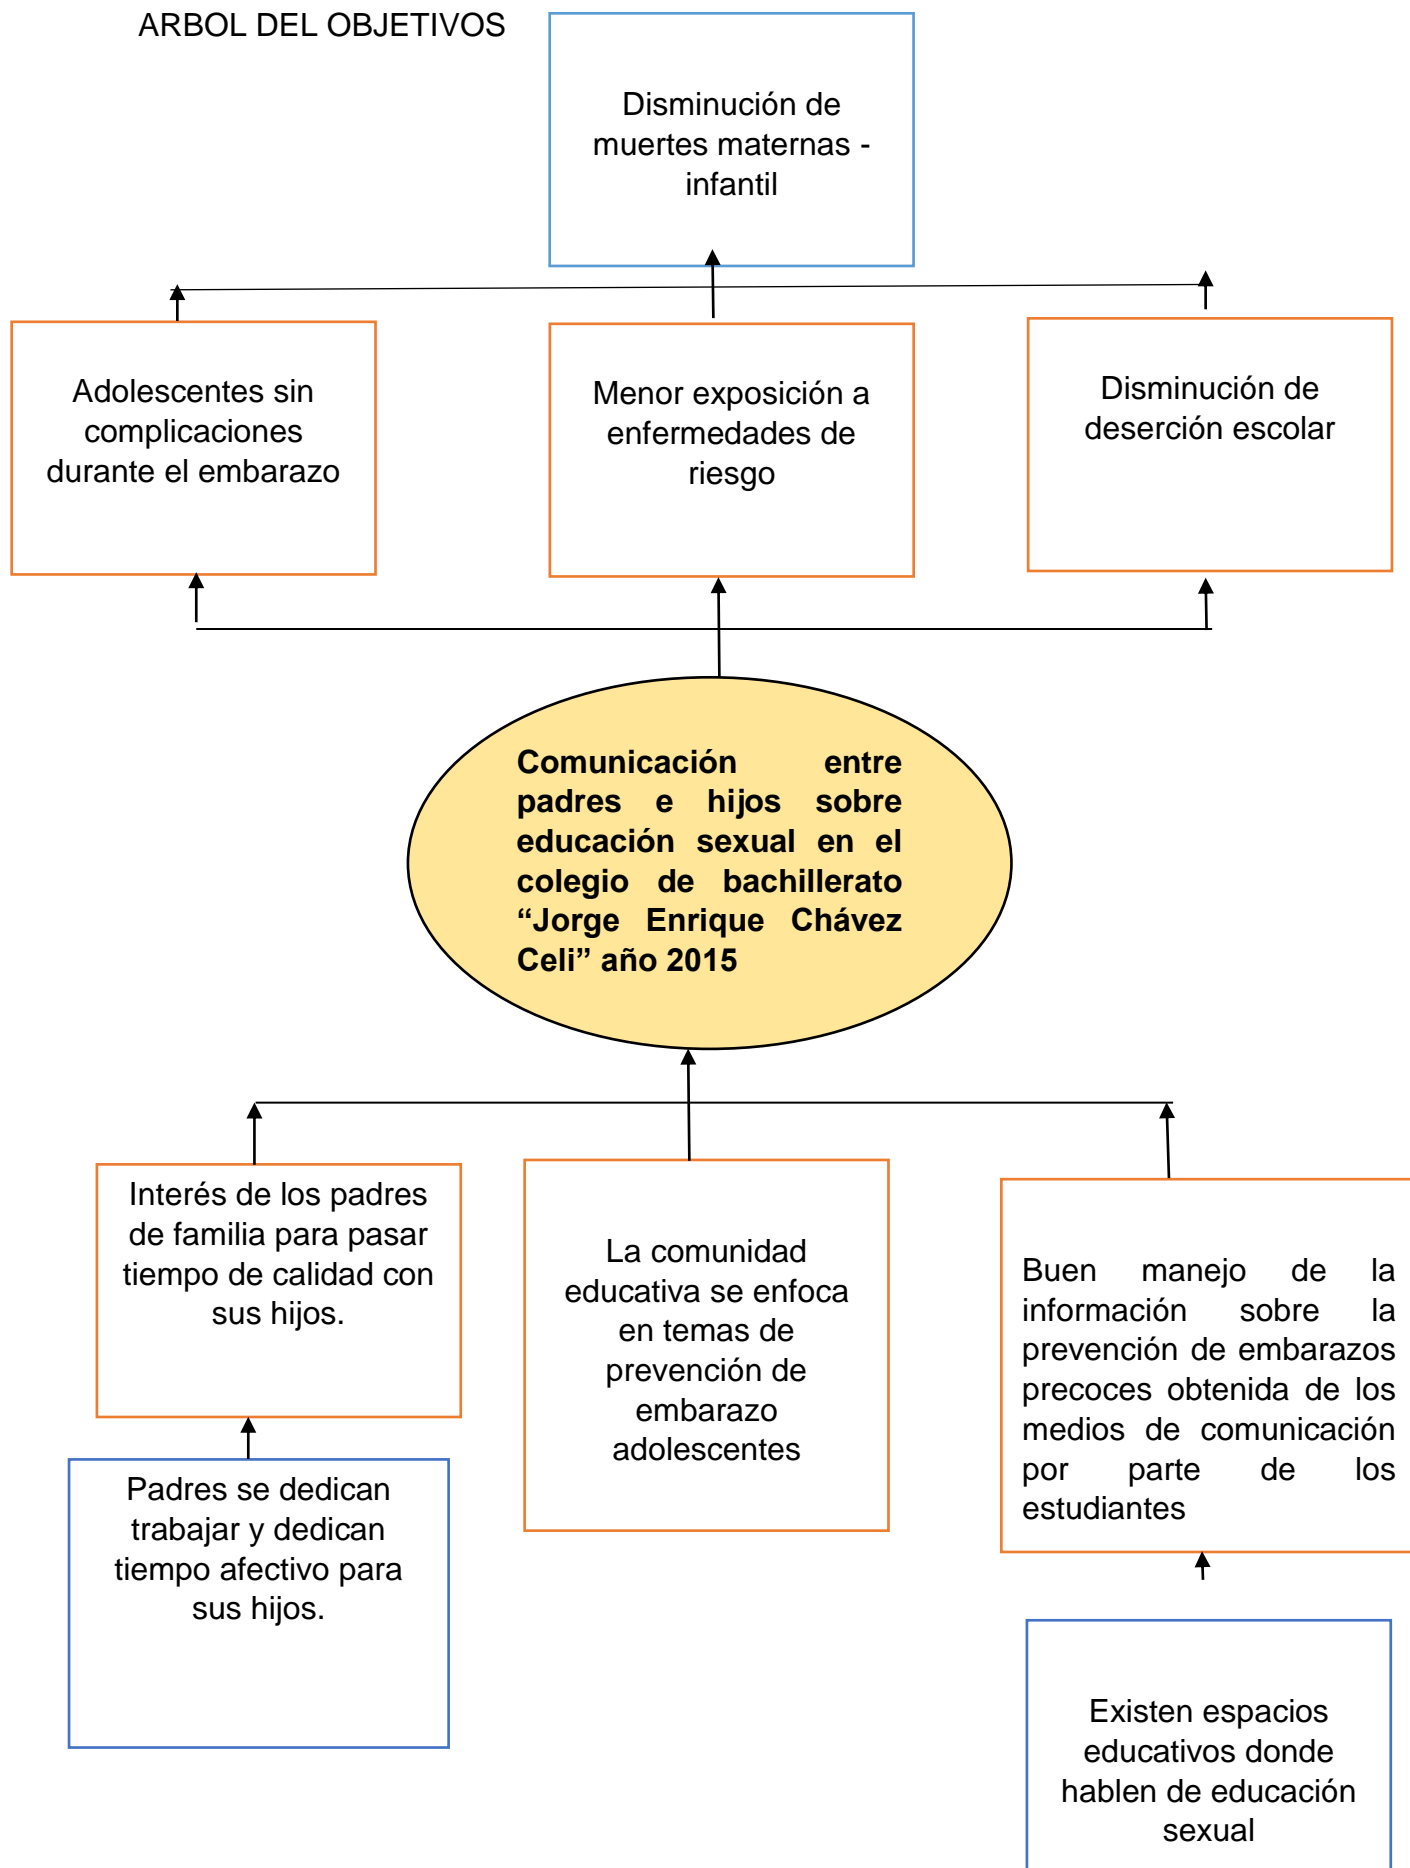 ARBOL DEL OBJETIVOS
Disminución de
muertes maternas -
infantil
Adolescentes sin
complicaciones
durante el embarazo
Menor exposición a
enfermedades de
riesgo
Disminución de
deserción escolar
Comunicación entre
padres e hijos sobre
educación sexual en el
colegio de bachillerato
“Jorge Enrique Chávez
Celi” año 2015
Interés de los padres
de familia para pasar
tiempo de calidad con
sus hijos.
La comunidad
educativa se enfoca
en temas de
prevención de
embarazo
adolescentes
Buen manejo de la
información sobre la
prevención de embarazos
precoces obtenida de los
medios de comunicación
por parte de los
estudiantes
Padres se dedican
trabajar y dedican
tiempo afectivo para
sus hijos.
Existen espacios
educativos donde
hablen de educación
sexual